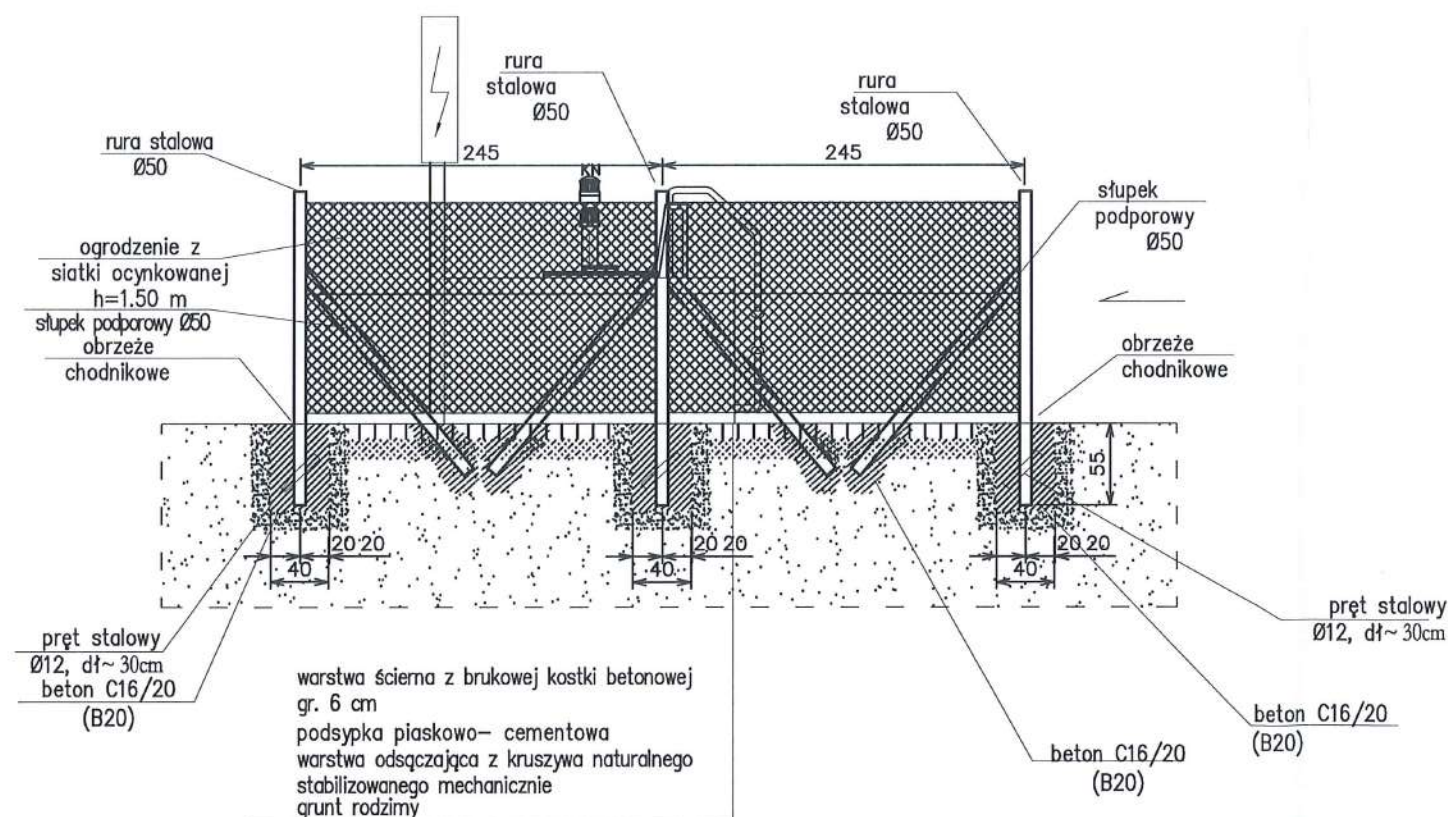 rura
stalowa
Ø50
rura
stalowa
Ø50
rura stalowa
Ø50
245
245
KN
słupek
podporowy
Ø50
ogrodzenie z
siatki ocynkowanej
h=1.50 m
słupek podporowy Ø50
obrzeże
chodnikowe
obrzeże
chodnikowe
55
20 20
40
20 20
40
20 20
40
pręt stalowy
Ø12, dł~ 30cm
beton C16/20
(B20)
pręt stalowy
Ø12, dł~ 30cm
beton C16/20
(B20)
beton C16/20
(B20)
warstwa ścierna z brukowej kostki betonowej
gr. 6 cm
podsypka piaskowo– cementowa
warstwa odsączająca z kruszywa naturalnego
stabilizowanego mechanicznie
grunt rodzimy